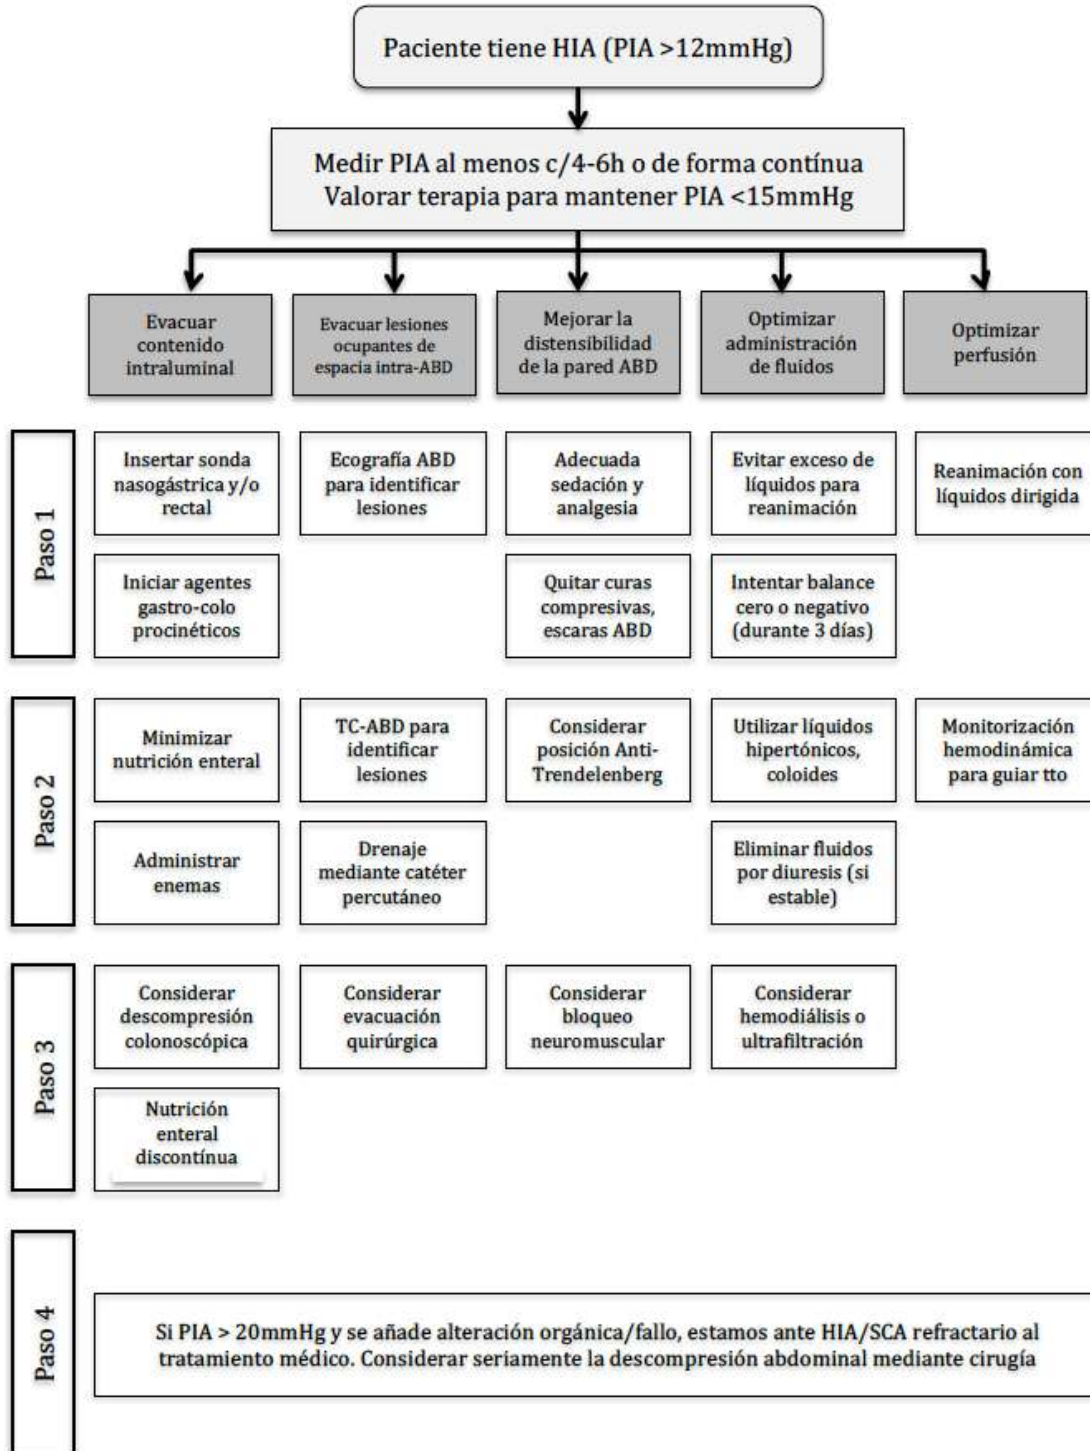 Paciente tiene HIA (PIA >12mmHg)
Medir PIA al menos c/4-6h o de forma contínua
Valorar terapia para mantener PIA <15mmHg
Evacuar
contenido
intraluminal
Evacuar lesiones
ocupantes de
espacia intra-ABD
Mejorar la
distensibilidad
de la pared ABD
Optimizar
administración
de fluidos
Optimizar
perfusión
Paso 1
Insertar sonda
nasogástrica y/o
rectal
Ecografía ABD
para identificar
lesiones
Adecuada
sedación y
analgesia
Evitar exceso de
líquidos para
reanimación
Reanimación con
líquidos dirigida
Iniciar agentes
gastro-colo
procinéticos
Quitar curas
compresivas,
escaras ABD
Intentar balance
cero o negativo
(durante 3 días)
Paso 2
Minimizar
nutrición enteral
TC-ABD para
identificar
lesiones
Considerar
posición Anti-
Trendelenberg
Utilizar líquidos
hipertónicos,
coloides
Monitorización
hemodinámica
para guiar tto
Administrar
enemas
Drenaje
mediante catéter
percutáneo
Eliminar fluidos
por diuresis (si
estable)
Paso 3
Considerar
descompresión
colonoscópica
Considerar
evacuación
quirúrgica
Considerar
bloqueo
neuromuscular
Considerar
hemodiálisis o
ultrafiltración
Nutrición
enteral
discontínua
Paso 4
Si PIA > 20mmHg y se añade alteración orgánica/fallo, estamos ante HIA/SCA refractario al
tratamiento médico. Considerar seriamente la descompresión abdominal mediante cirugía